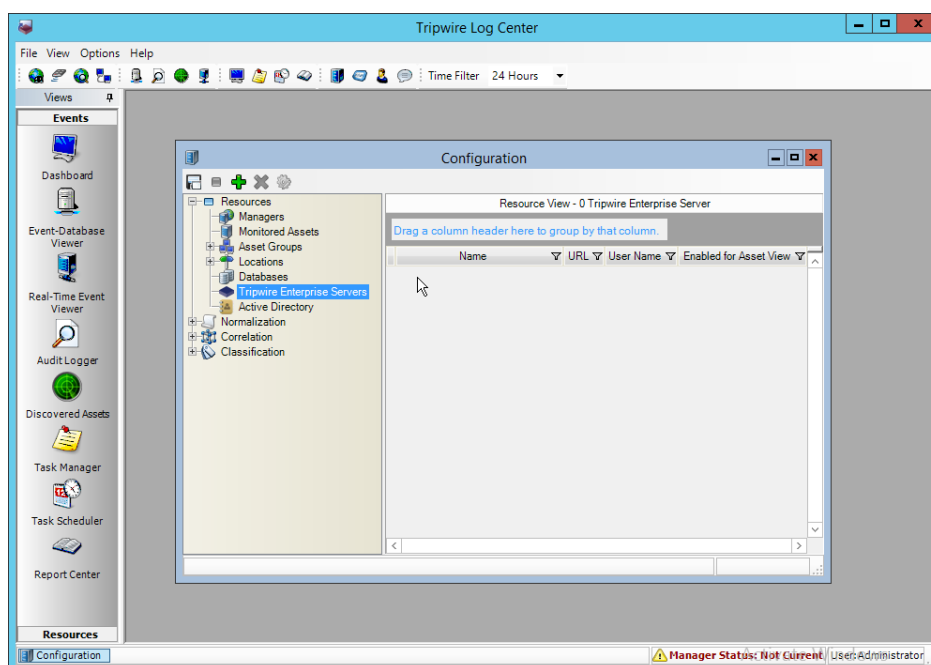 Tripwire Log Center
File View Options Help
Time Filter 24 Hours
Views
Events
Dashboard
Event-Database
Viewer
Real-Time Event
Viewer
Audit Logger
Discovered Assets
Task Manager
Task Scheduler
Report Center
Resources
Configuration
Resources
Managers
Monitored Assets
Asset Groups
Locations
Databases
Tripwire Enterprise Servers
Active Directory
Normalization
Correlation
Classification
Resource View - 0 Tripwire Enterprise Server
Drag a column header here to group by that column.
Name URL User Name Enabled for Asset View
Configuration
Manager Status: Not Current User: Administrator
Activate Windows